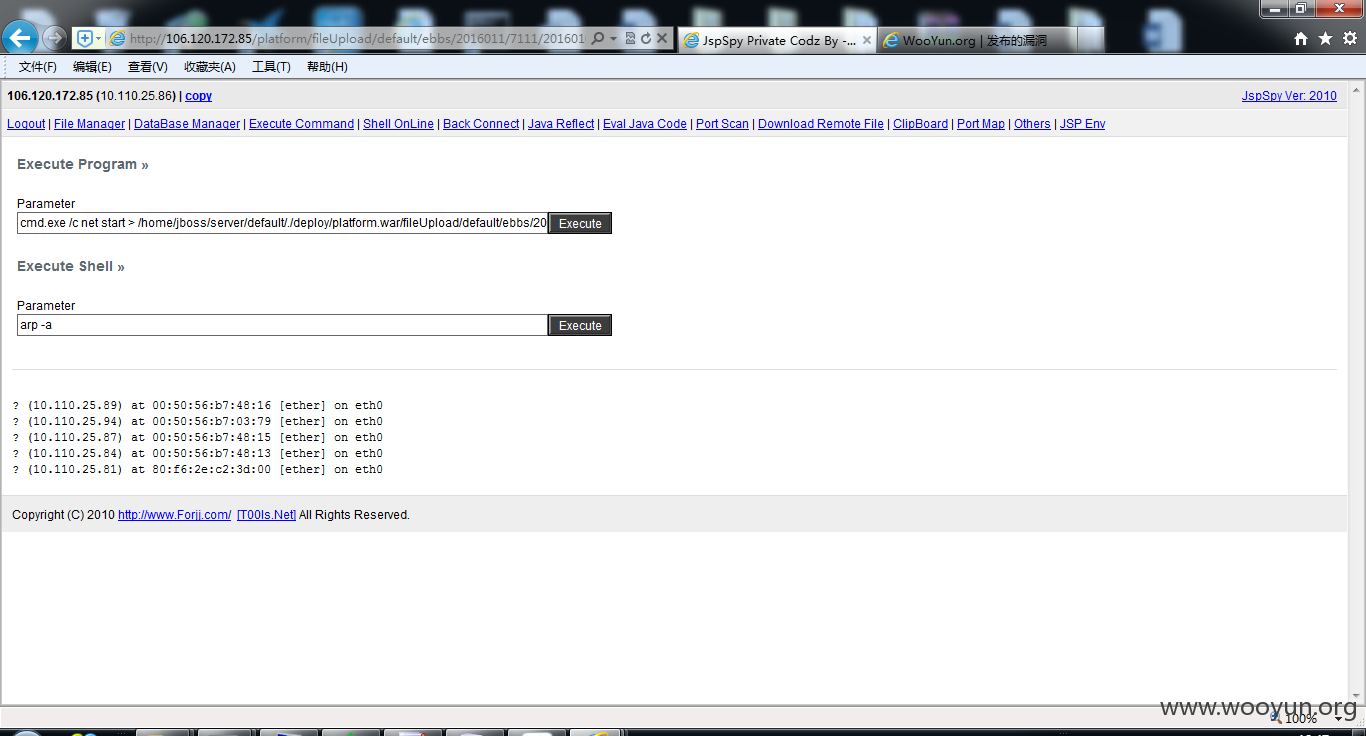 http://106.120.172.85/platform/fileUpload/default/ebbs/2016011/7111/201601
JspSpy Private Codz By -...
WooYun.org | 发布的漏洞
文件(F) 编辑(E) 查看(V) 收藏夹(A) 工具(T) 帮助(H)
106.120.172.85 (10.110.25.86) | copy
JspSpy Ver: 2010
Logout | File Manager | DataBase Manager | Execute Command | Shell OnLine | Back Connect | Java Reflect | Eval Java Code | Port Scan | Download Remote File | ClipBoard | Port Map | Others | JSP Env
Execute Program »
Parameter
cmd.exe /c net start > /home/jboss/server/default/./deploy/platform.war/fileUpload/default/ebbs/20
Execute
Execute Shell »
Parameter
arp -a
Execute
? (10.110.25.89) at 00:50:56:b7:48:16 [ether] on eth0
? (10.110.25.94) at 00:50:56:b7:03:79 [ether] on eth0
? (10.110.25.87) at 00:50:56:b7:48:15 [ether] on eth0
? (10.110.25.84) at 00:50:56:b7:48:13 [ether] on eth0
? (10.110.25.81) at 80:f6:2e:c2:3d:00 [ether] on eth0
Copyright (C) 2010 http://www.Forjj.com/ [T00ls.Net] All Rights Reserved.
www.wooyun.org
100%